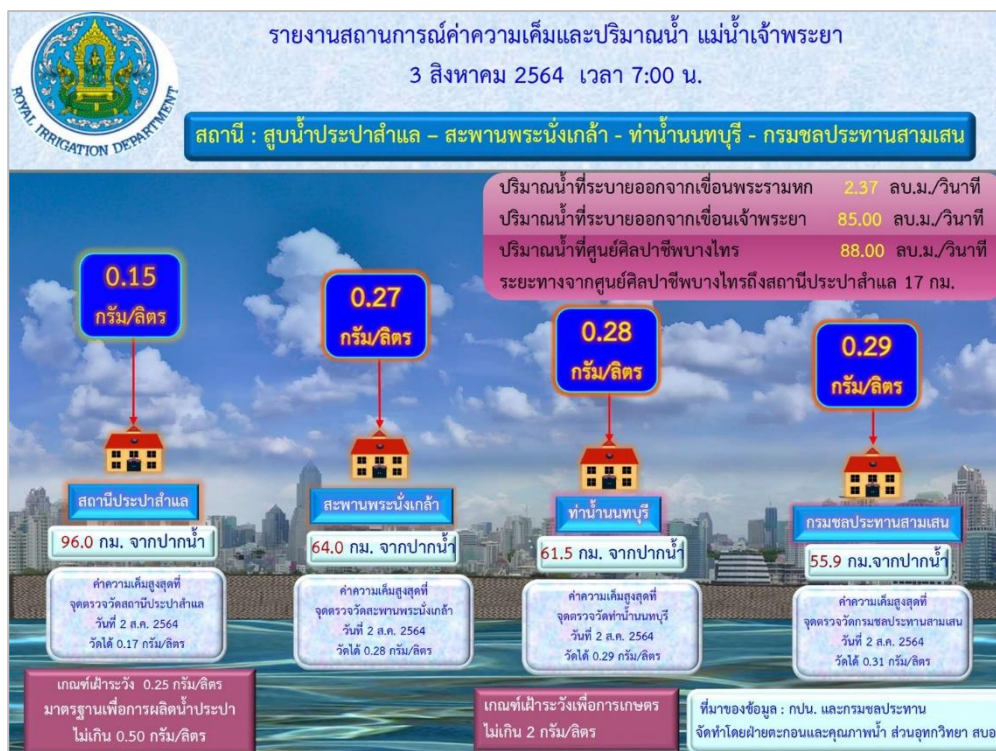 รายงานสถานการณ์ค่าความเค็มและปริมาณน้ำ แม่น้ำเจ้าพระยา
3 สิงหาคม 2564 เวลา 7:00 น.
ROYAL IRRIGATION DEPARTMENT
สถานี : สูบน้ำประปาสำแล – สะพานพระนั่งเกล้า - ท่าน้ำนนทบุรี - กรมชลประทานสามเสน
ปริมาณน้ำที่ระบายออกจากเขื่อนพระรามหก 2.37 ลบ.ม./วินาที
ปริมาณน้ำที่ระบายออกจากเขื่อนเจ้าพระยา 85.00 ลบ.ม./วินาที
ปริมาณน้ำที่ศูนย์ศิลปาชีพบางไทร 88.00 ลบ.ม./วินาที
ระยะทางจากศูนย์ศิลปาชีพบางไทรถึงสถานีประปาสำแล 17 กม.
0.15
กรัม/ลิตร
สถานีประปาสำแล
96.0 กม. จากปากน้ำ
ค่าความเค็มสูงสุดที่
จุดตรวจวัดสถานีประปาสำแล
วันที่ 2 ส.ค. 2564
วัดได้ 0.17 กรัม/ลิตร
0.27
กรัม/ลิตร
สะพานพระนั่งเกล้า
64.0 กม. จากปากน้ำ
ค่าความเค็มสูงสุดที่
จุดตรวจวัดสะพานพระนั่งเกล้า
วันที่ 2 ส.ค. 2564
วัดได้ 0.28 กรัม/ลิตร
0.28
กรัม/ลิตร
ท่าน้ำนนทบุรี
61.5 กม. จากปากน้ำ
ค่าความเค็มสูงสุดที่
จุดตรวจวัดท่าน้ำนนทบุรี
วันที่ 2 ส.ค. 2564
วัดได้ 0.29 กรัม/ลิตร
0.29
กรัม/ลิตร
กรมชลประทานสามเสน
55.9 กม.จากปากน้ำ
ค่าความเค็มสูงสุดที่
จุดตรวจวัดกรมชลประทานสามเสน
วันที่ 2 ส.ค. 2564
วัดได้ 0.31 กรัม/ลิตร
เกณฑ์เฝ้าระวัง 0.25 กรัม/ลิตร
มาตรฐานเพื่อการผลิตน้ำประปา
ไม่เกิน 0.50 กรัม/ลิตร
เกณฑ์เฝ้าระวังเพื่อการเกษตร
ไม่เกิน 2 กรัม/ลิตร
ที่มาของข้อมูล : กปน. และกรมชลประทาน
จัดทำโดยฝ่ายตะกอนและคุณภาพน้ำ ส่วนอุทกวิทยา สบอ